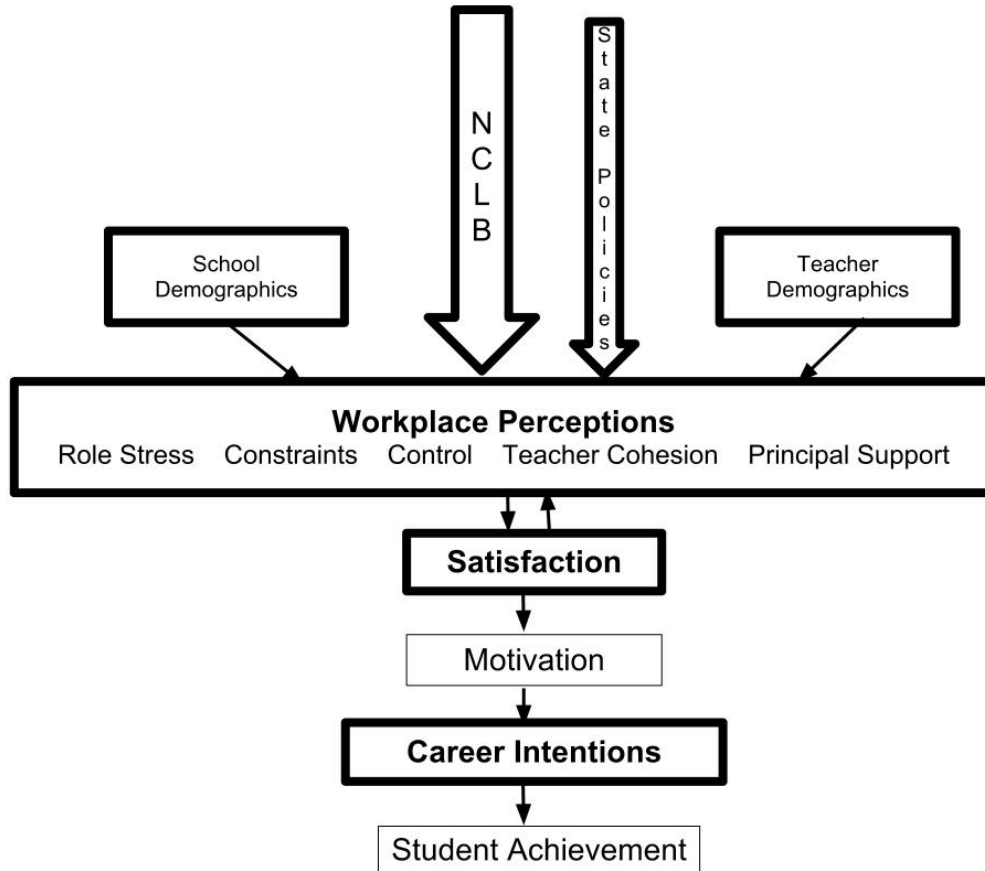 NCLB
State Policies
School
Demographics
Teacher
Demographics
Workplace Perceptions
Role Stress Constraints Control Teacher Cohesion Principal Support
Satisfaction
Motivation
Career Intentions
Student Achievement